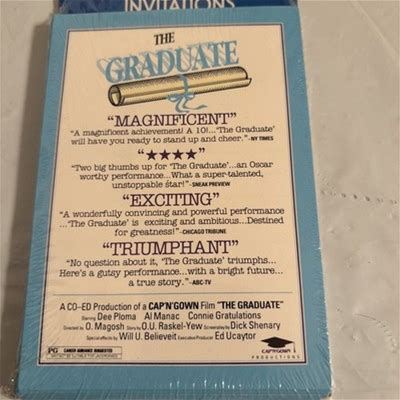 INVITATIONS
THE
GRADUATE
"MAGNIFICENT"
"A magnificent achievement! A 10!...'The Graduate'
will have you ready to stand up and cheer."-NY TIMES
"★★★★"
"Two big thumbs up for 'The Graduate'...an Oscar
worthy performance...What a super-talented,
unstoppable star!"-SNEAK PREVIEW
"EXCITING"
"A wonderfully convincing and powerful performance
...'The Graduate' is exciting and ambitious...Destined
for greatness!"-CHICAGO TRIBUNE
"TRIUMPHANT"
"No question about it, 'The Graduate' triumphs...
Here's a gutsy performance...with a bright future...
a true story."-ABC-TV
A CO-ED Production of a CAP'N'GOWN Film "THE GRADUATE"
Starring Dee Ploma Al Manac Connie Gratulations
Directed by O. Magosh Story by O.U. Raskel-Yew Screenplay by Dick Shenary
Special effects by Will U. Believeit Executive Producer Ed Ucaytor
PG CAREER GUIDANCE SUGGESTED
CAP'N'GOWN
PRODUCTIONS